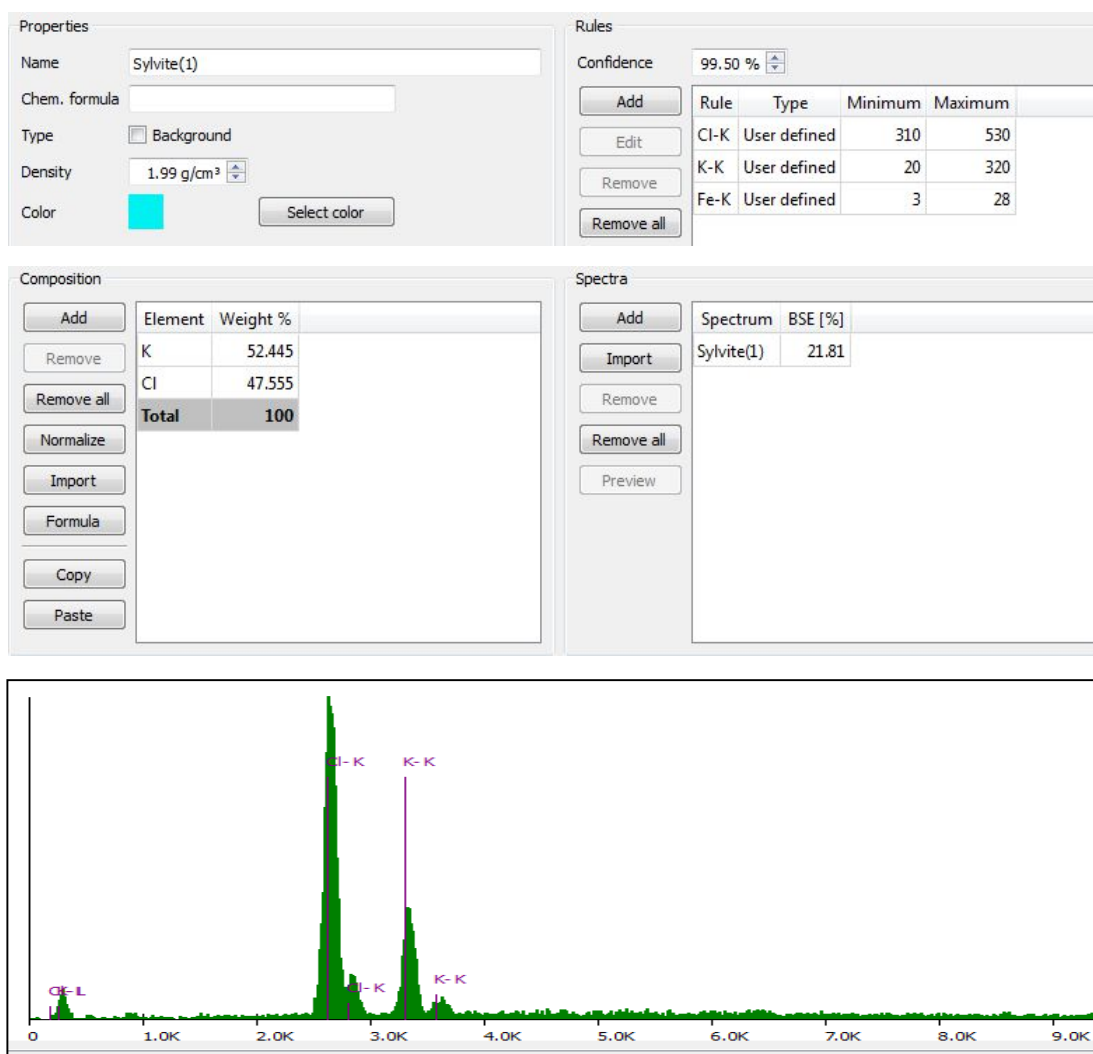 Properties
Name Sylvite(1)
Chem. formula
Type Background
Density 1.99 g/cm³
Color Select color
Rules
Confidence 99.50 %
Add
Edit
Remove
Remove all
Rule Type Minimum Maximum
Cl-K User defined 310 530
K-K User defined 20 320
Fe-K User defined 3 28
Composition
Add
Remove
Remove all
Normalize
Import
Formula
Copy
Paste
Element Weight %
K 52.445
Cl 47.555
Total 100
Spectra
Add
Import
Remove
Remove all
Preview
Spectrum BSE [%]
Sylvite(1) 21.81
Cl-K K-K
Cl-K K-K
0 1.0K 2.0K 3.0K 4.0K 5.0K 6.0K 7.0K 8.0K 9.0K